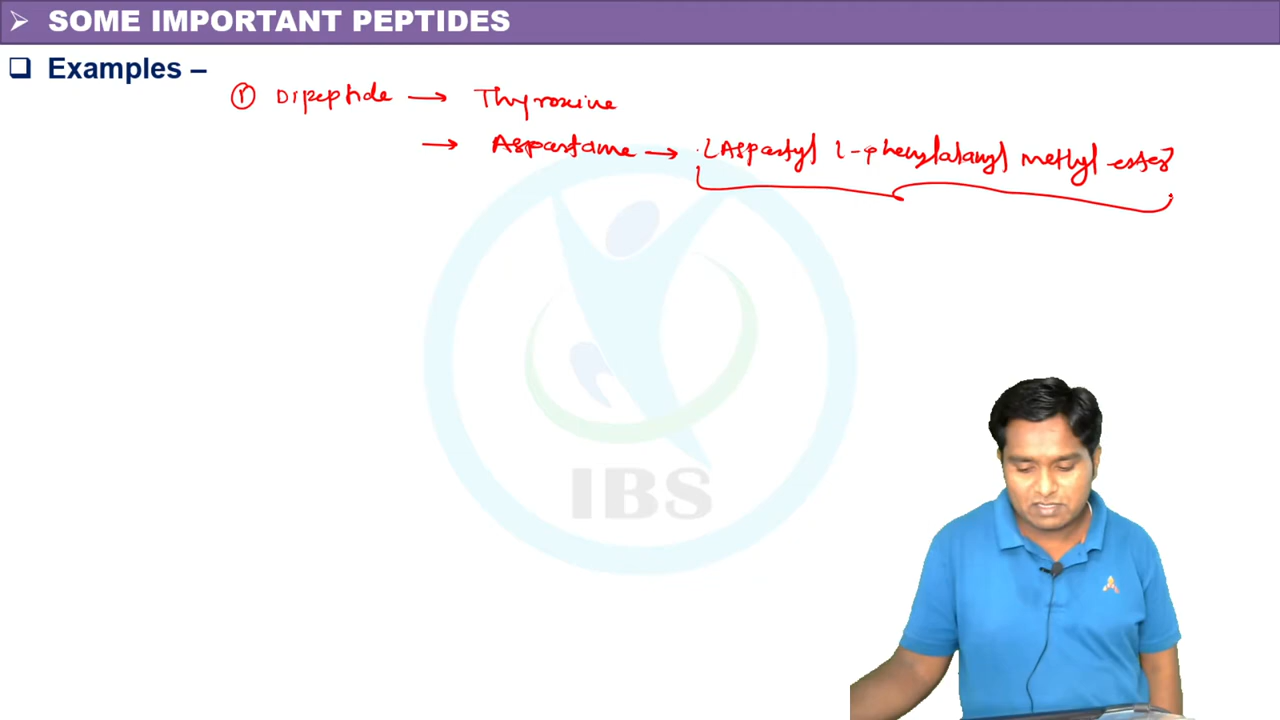 ➤ SOME IMPORTANT PEPTIDES
❑ Examples –
① Dipeptide → Thyroxine
→ Aspartame → L Aspartyl L-phenylalanyl methyl ester
IBS